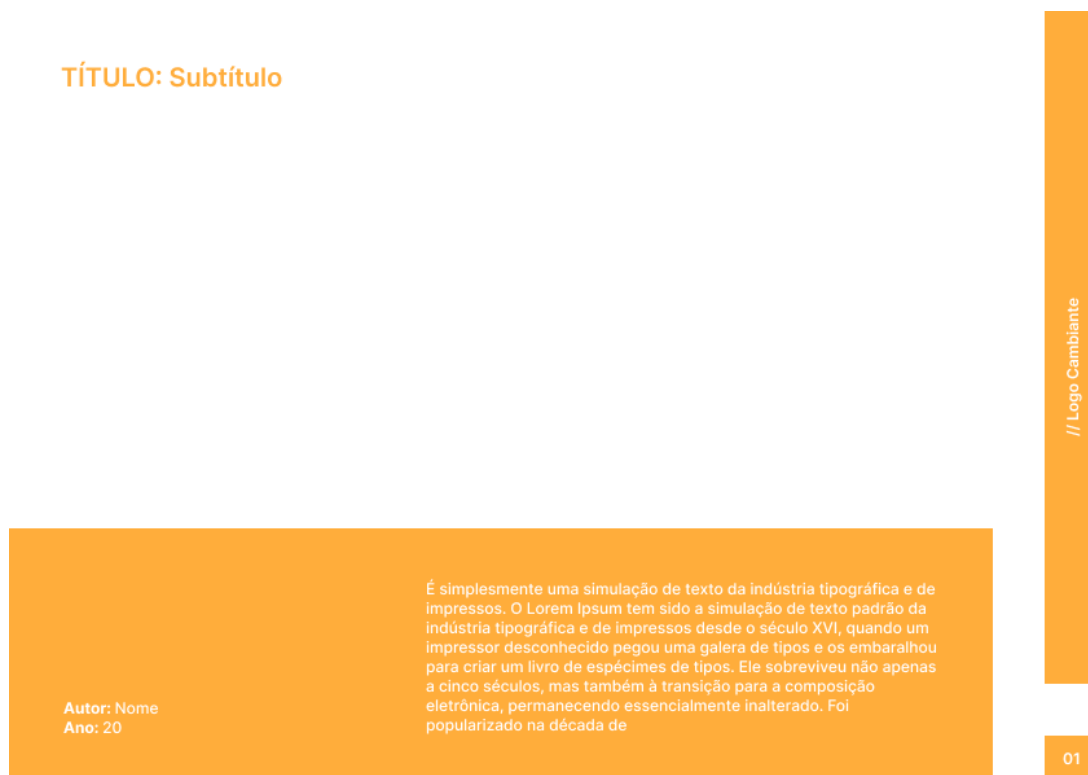 TÍTULO: Subtítulo
// Logo Cambiante
É simplesmente uma simulação de texto da indústria tipográfica e de
impressos. O Lorem Ipsum tem sido a simulação de texto padrão da
indústria tipográfica e de impressos desde o século XVI, quando um
impressor desconhecido pegou uma galera de tipos e os embaralhou
para criar um livro de espécimes de tipos. Ele sobreviveu não apenas
a cinco séculos, mas também à transição para a composição
eletrônica, permanecendo essencialmente inalterado. Foi
popularizado na década de
Autor: Nome
Ano: 20
01